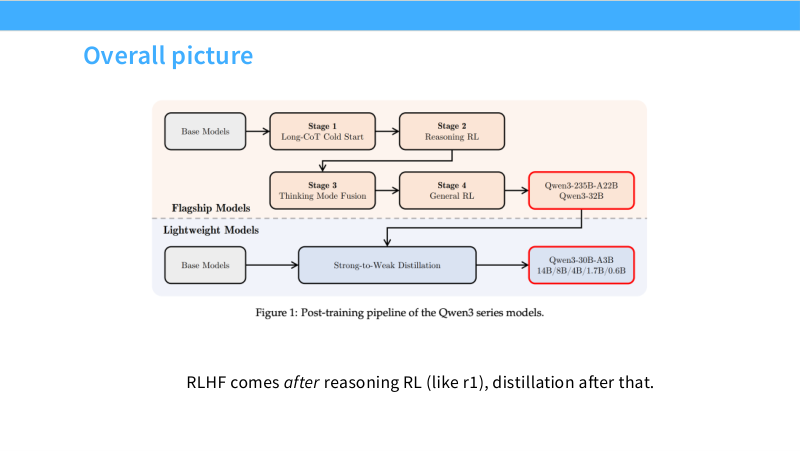 Overall picture
Base Models
Stage 1
Long-CoT Cold Start
Stage 2
Reasoning RL
Stage 3
Thinking Mode Fusion
Stage 4
General RL
Qwen3-235B-A22B
Qwen3-32B
Flagship Models
Lightweight Models
Base Models
Strong-to-Weak Distillation
Qwen3-30B-A3B
14B/8B/4B/1.7B/0.6B
Figure 1: Post-training pipeline of the Qwen3 series models.
RLHF comes after reasoning RL (like r1), distillation after that.